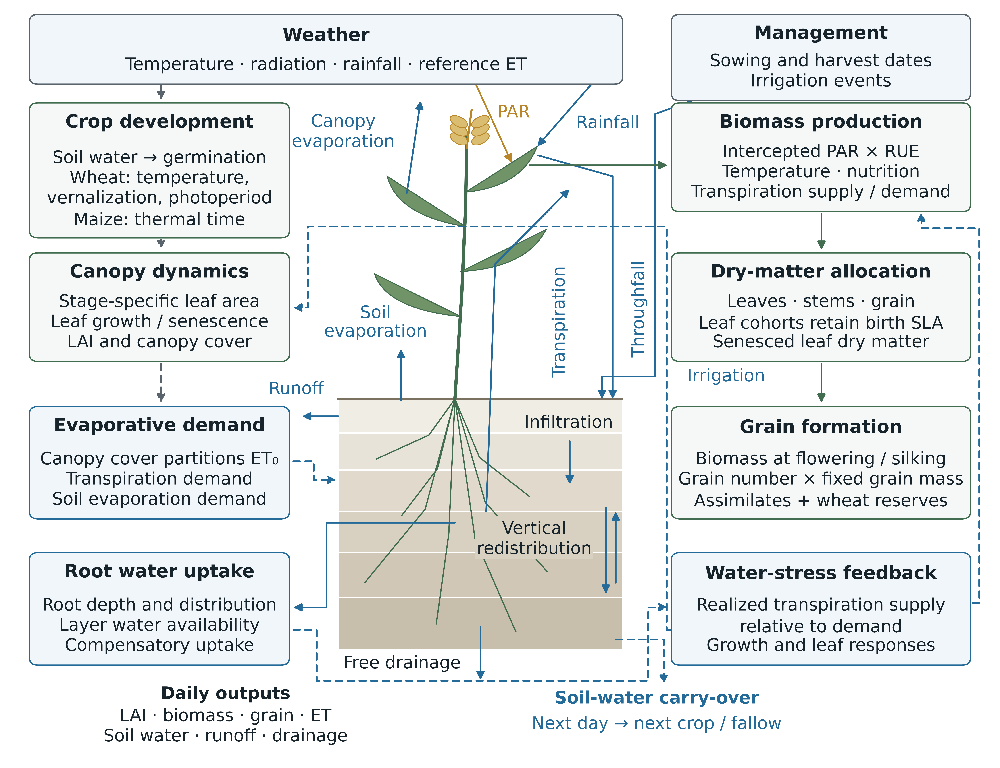 Weather
Temperature · radiation · rainfall · reference ET
Management
Sowing and harvest dates
Irrigation events
Crop development
Soil water → germination
Wheat: temperature,
vernalization, photoperiod
Maize: thermal time
Canopy
evaporation
PAR
Rainfall
Biomass production
Intercepted PAR × RUE
Temperature · nutrition
Transpiration supply / demand
Canopy dynamics
Stage-specific leaf area
Leaf growth / senescence
LAI and canopy cover
Soil
evaporation
Transpiration
Throughfall
Dry-matter allocation
Leaves · stems · grain
Leaf cohorts retain birth SLA
Senesced leaf dry matter
Runoff
Irrigation
Evaporative demand
Canopy cover partitions ET₀
Transpiration demand
Soil evaporation demand
Infiltration
Vertical
redistribution
Grain formation
Biomass at flowering / silking
Grain number × fixed grain mass
Assimilates + wheat reserves
Root water uptake
Root depth and distribution
Layer water availability
Compensatory uptake
Free drainage
Water-stress feedback
Realized transpiration supply
relative to demand
Growth and leaf responses
Daily outputs
LAI · biomass · grain · ET
Soil water · runoff · drainage
Soil-water carry-over
Next day → next crop / fallow